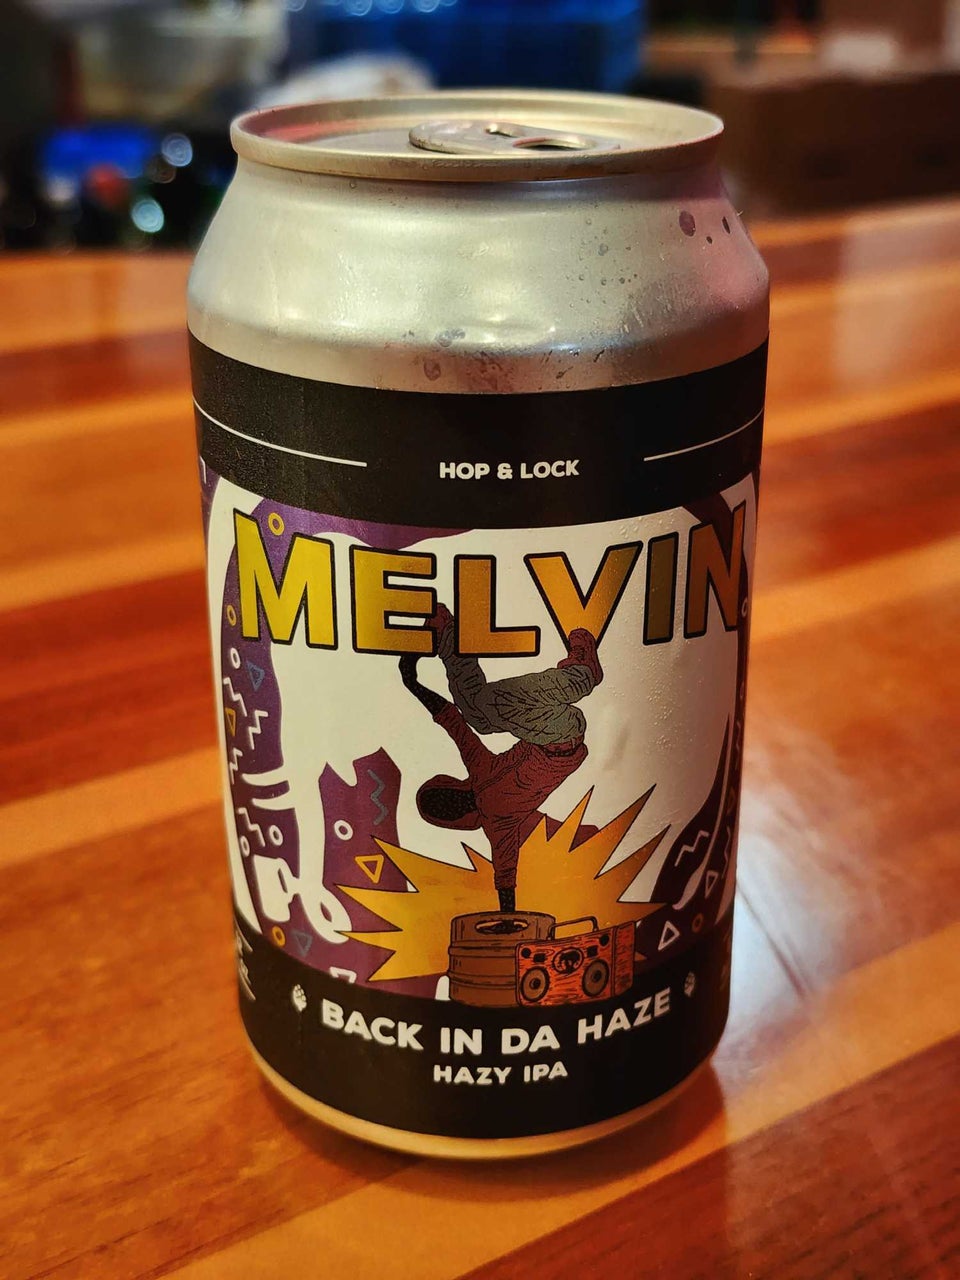 HOP & LOCK
MELVIN
BACK IN DA HAZE
HAZY IPA